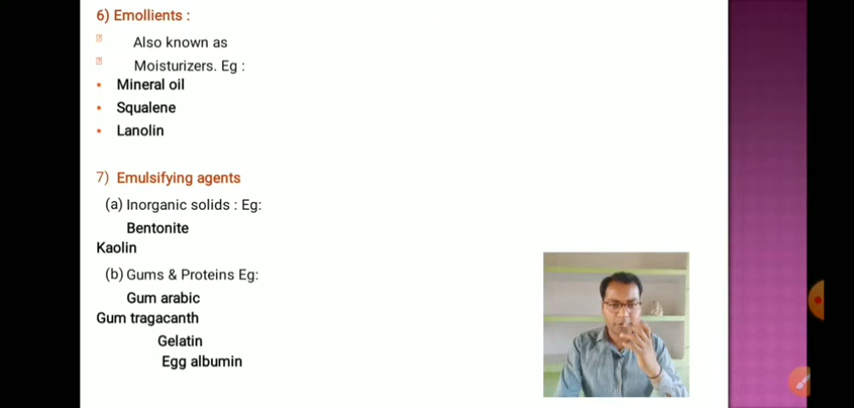 6) Emollients :
Also known as
Moisturizers. Eg :
• Mineral oil
• Squalene
• Lanolin
7) Emulsifying agents
(a) Inorganic solids : Eg:
Bentonite
Kaolin
(b) Gums & Proteins Eg:
Gum arabic
Gum tragacanth
Gelatin
Egg albumin